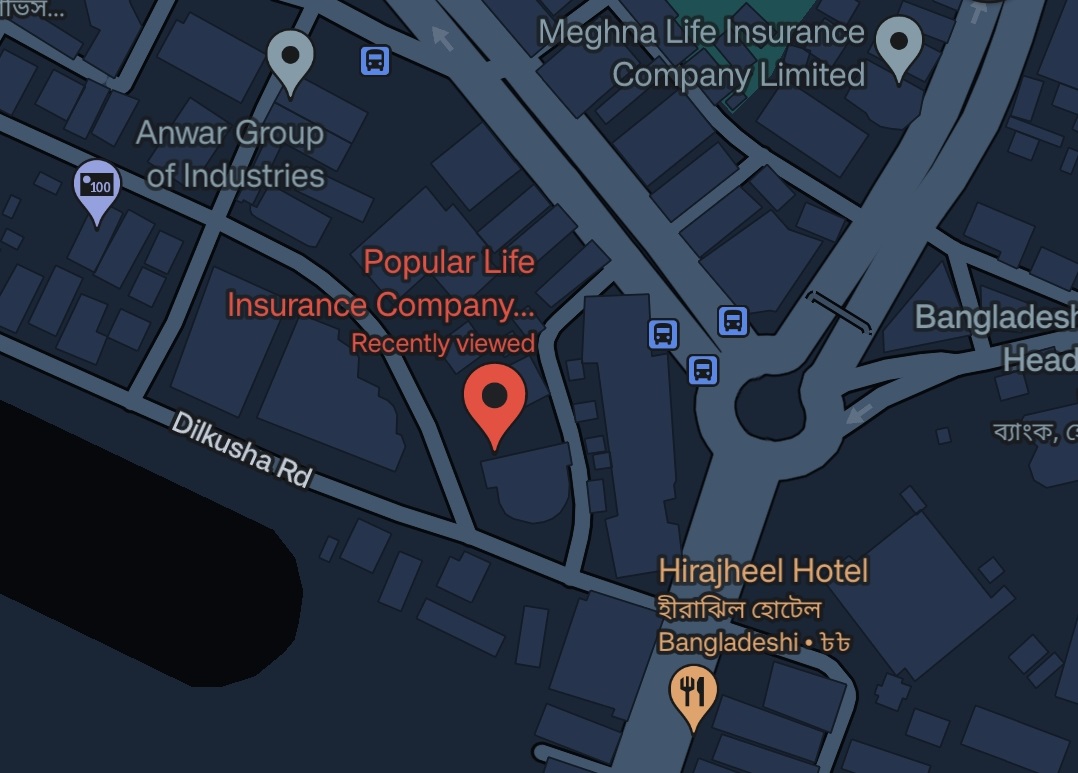 Meghna Life Insurance
Company Limited
Anwar Group
of Industries
100
Popular Life
Insurance Company...
Recently viewed
Bangladesh
Head
ব্যাংক,
Dilkusha Rd
Hirajheel Hotel
হীরাঝিল হোটেল
Bangladeshi • ৳৳